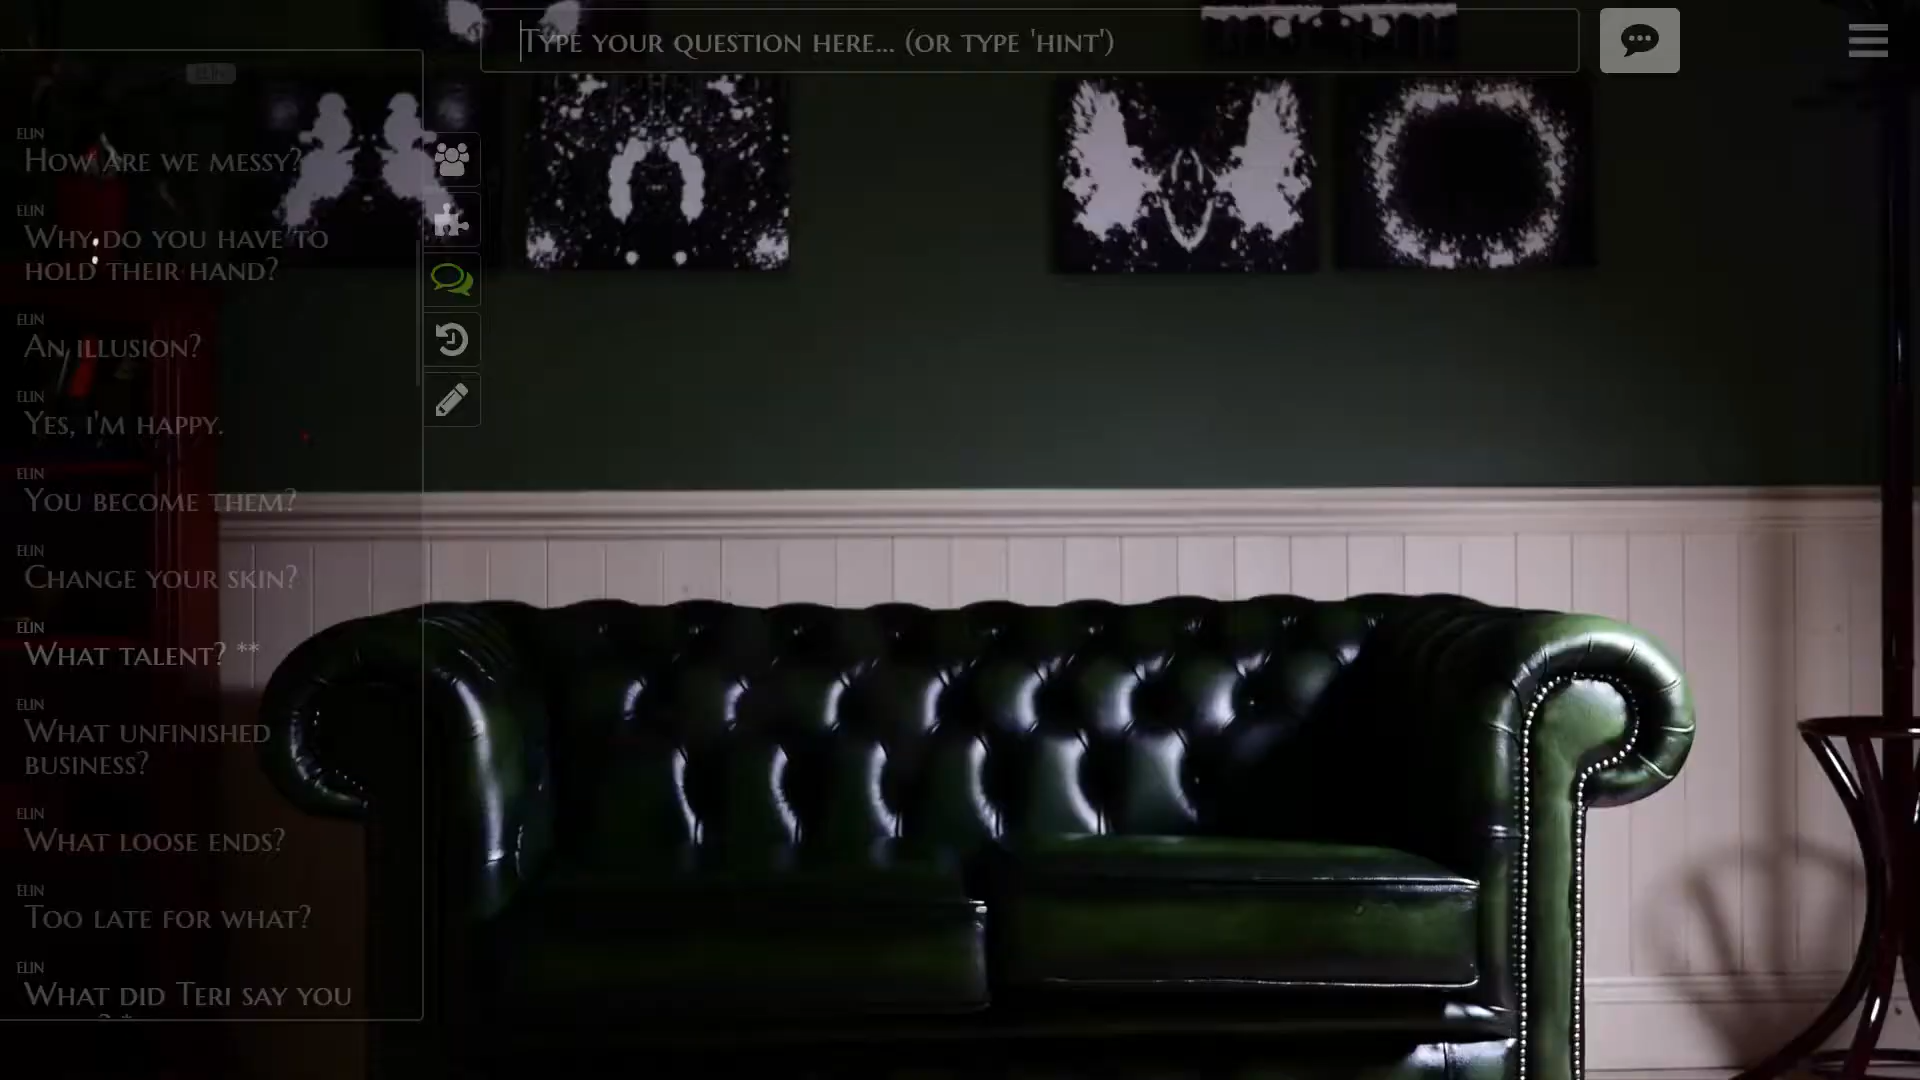 Type your question here... (or type 'hint')
ELIN
ELIN
How are we messy?
ELIN
Why do you have to
hold their hand?
ELIN
An illusion?
ELIN
Yes, i'm happy.
ELIN
You become them?
ELIN
Change your skin?
ELIN
What talent? **
ELIN
What unfinished
business?
ELIN
What loose ends?
ELIN
Too late for what?
ELIN
What did Teri say you